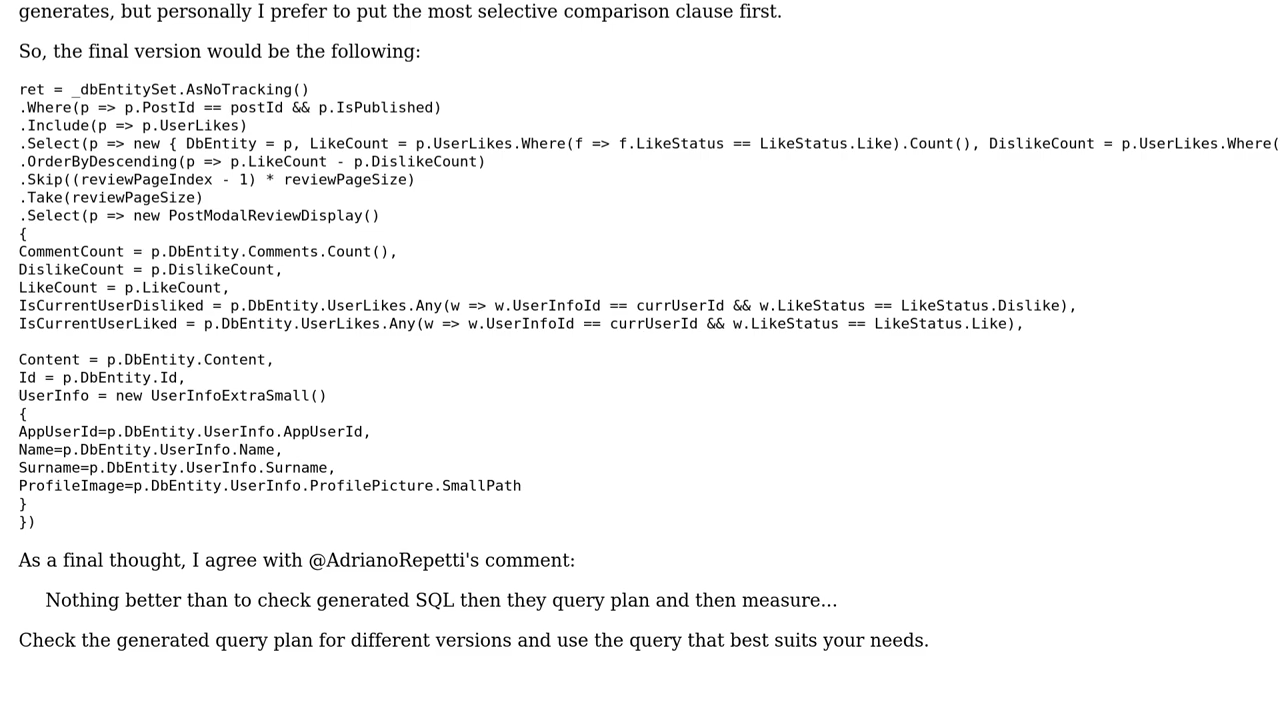 generates, but personally I prefer to put the most selective comparison clause first.
So, the final version would be the following:
ret = _dbEntitySet.AsNoTracking()
.Where(p => p.PostId == postId && p.IsPublished)
.Include(p => p.UserLikes)
.Select(p => new { DbEntity = p, LikeCount = p.UserLikes.Where(f => f.LikeStatus == LikeStatus.Like).Count(), DislikeCount = p.UserLikes.Where(
.OrderByDescending(p => p.LikeCount - p.DislikeCount)
.Skip((reviewPageIndex - 1) * reviewPageSize)
.Take(reviewPageSize)
.Select(p => new PostModalReviewDisplay()
{
CommentCount = p.DbEntity.Comments.Count(),
DislikeCount = p.DislikeCount,
LikeCount = p.LikeCount,
IsCurrentUserDisliked = p.DbEntity.UserLikes.Any(w => w.UserInfoId == currUserId && w.LikeStatus == LikeStatus.Dislike),
IsCurrentUserLiked = p.DbEntity.UserLikes.Any(w => w.UserInfoId == currUserId && w.LikeStatus == LikeStatus.Like),
Content = p.DbEntity.Content,
Id = p.DbEntity.Id,
UserInfo = new UserInfoExtraSmall()
{
AppUserId=p.DbEntity.UserInfo.AppUserId,
Name=p.DbEntity.UserInfo.Name,
Surname=p.DbEntity.UserInfo.Surname,
ProfileImage=p.DbEntity.UserInfo.ProfilePicture.SmallPath
}
})
As a final thought, I agree with @AdrianoRepetti's comment:
Nothing better than to check generated SQL then they query plan and then measure...
Check the generated query plan for different versions and use the query that best suits your needs.